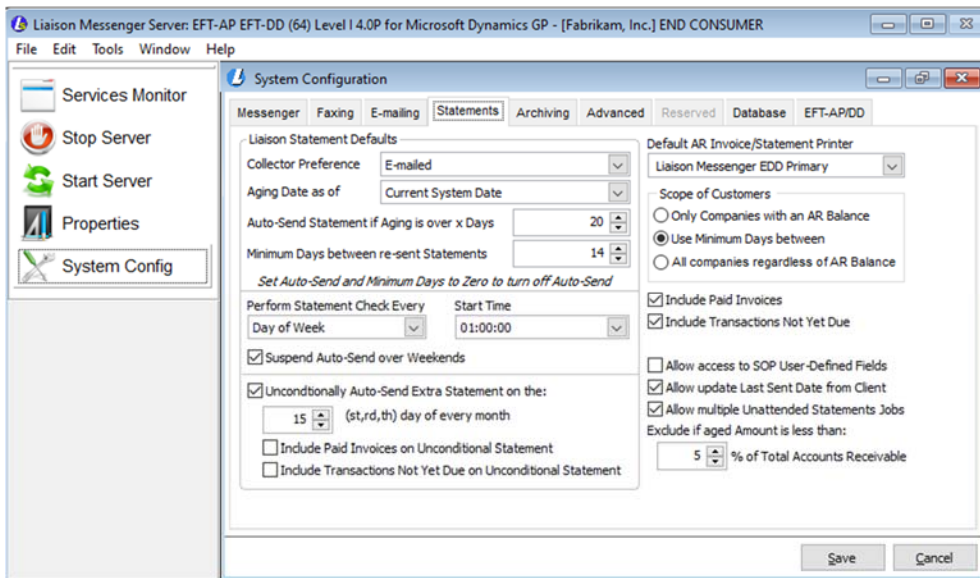 Liaison Messenger Server: EFT-AP EFT-DD (64) Level I 4.0P for Microsoft Dynamics GP - [Fabrikam, Inc.] END CONSUMER
File Edit Tools Window Help
Services Monitor
Stop Server
Start Server
Properties
System Config
System Configuration
Messenger Faxing E-mailing Statements Archiving Advanced Reserved Database EFT-AP/DD
Liaison Statement Defaults
Collector Preference E-mailed
Aging Date as of Current System Date
Auto-Send Statement if Aging is over x Days 20
Minimum Days between re-sent Statements 14
Set Auto-Send and Minimum Days to Zero to turn off Auto-Send
Perform Statement Check Every Start Time
Day of Week 01:00:00
Suspend Auto-Send over Weekends
Uncondtionally Auto-Send Extra Statement on the:
15 (st,rd,th) day of every month
Include Paid Invoices on Unconditional Statement
Include Transactions Not Yet Due on Unconditional Statement
Default AR Invoice/Statement Printer
Liaison Messenger EDD Primary
Scope of Customers
Only Companies with an AR Balance
Use Minimum Days between
All companies regardless of AR Balance
Include Paid Invoices
Include Transactions Not Yet Due
Allow access to SOP User-Defined Fields
Allow update Last Sent Date from Client
Allow multiple Unattended Statements Jobs
Exclude if aged Amount is less than:
5 % of Total Accounts Receivable
Save Cancel